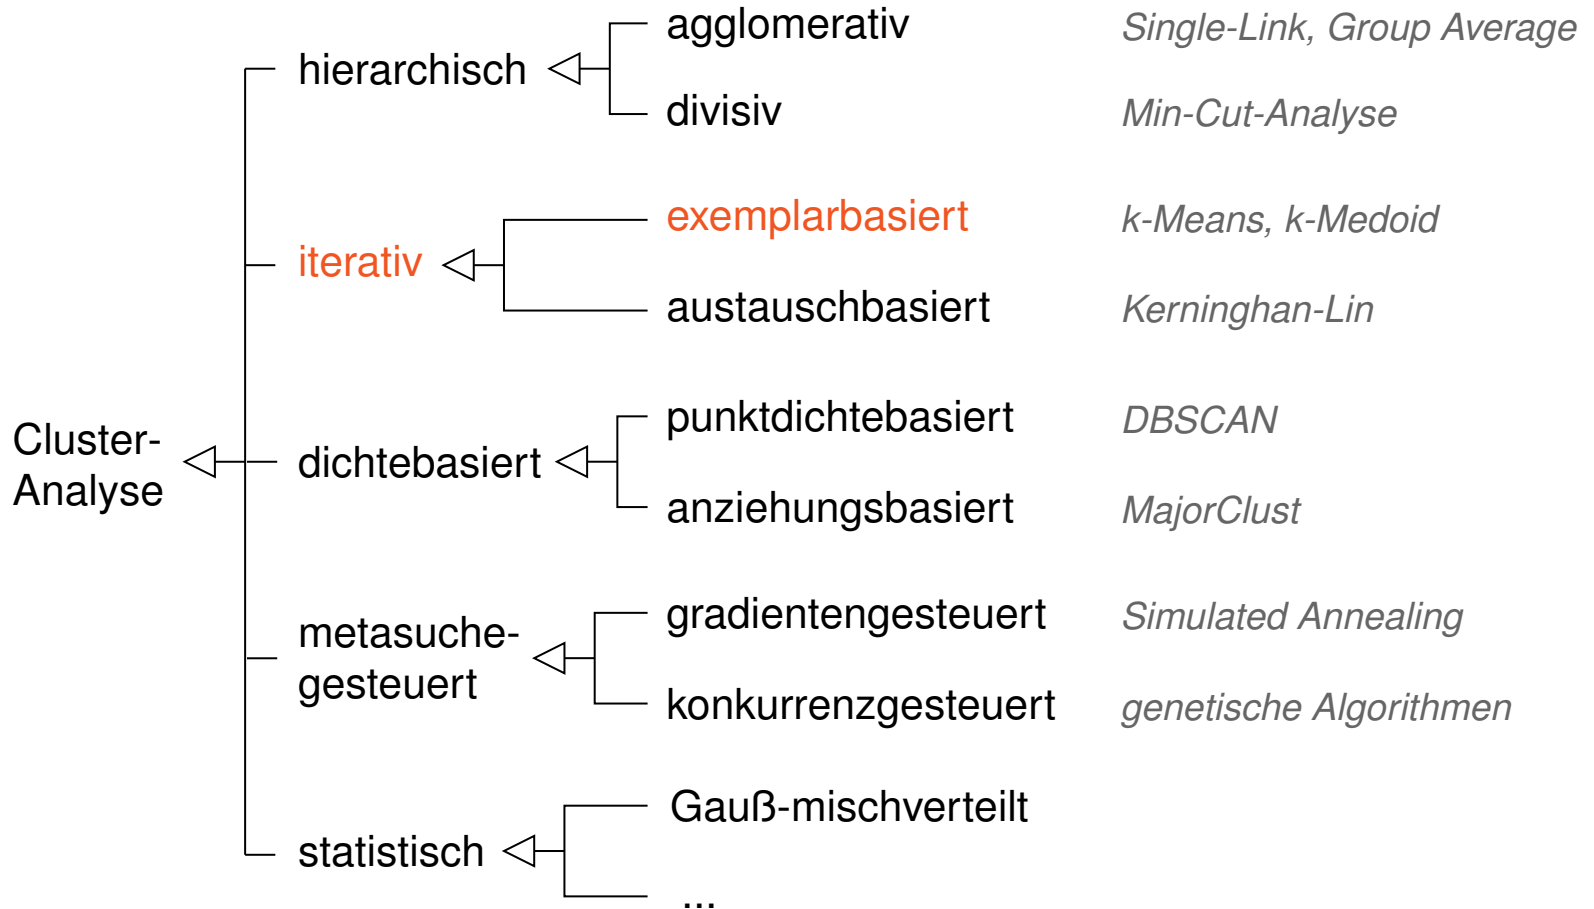 agglomerativ Single-Link, Group Average
hierarchisch
divisiv Min-Cut-Analyse
exemplarbasiert k-Means, k-Medoid
iterativ
austauschbasiert Kerninghan-Lin
punktdichtebasiert DBSCAN
Cluster-
Analyse
dichtebasiert
anziehungsbasiert MajorClust
gradientengesteuert Simulated Annealing
metasuche-
gesteuert
konkurrenzgesteuert genetische Algorithmen
Gauß-mischverteilt
statistisch
...